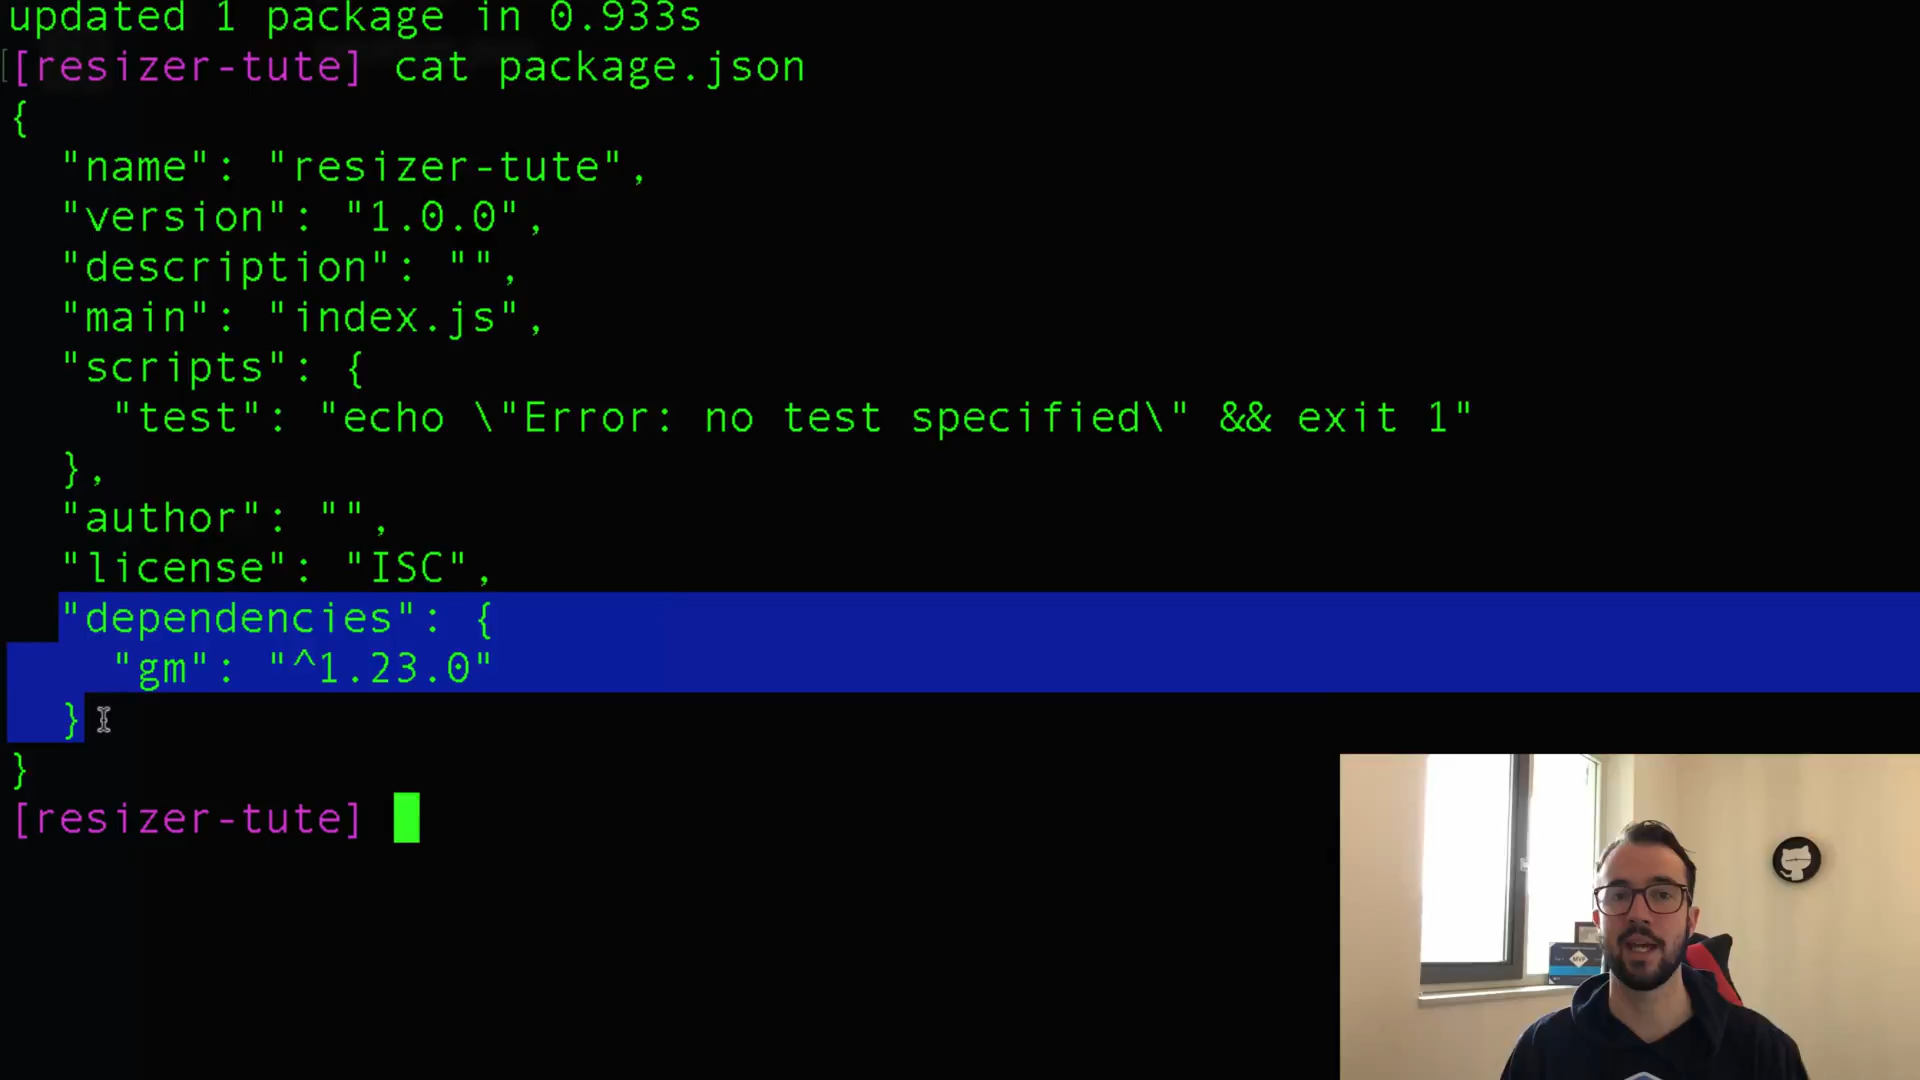 updated 1 package in 0.933s
[[resizer-tute] cat package.json
{
"name": "resizer-tute",
"version": "1.0.0",
"description": "",
"main": "index.js",
"scripts": {
"test": "echo \"Error: no test specified\" && exit 1"
},
"author": "",
"license": "ISC",
"dependencies": {
"gm": "^1.23.0"
}
}
[resizer-tute]
MVP